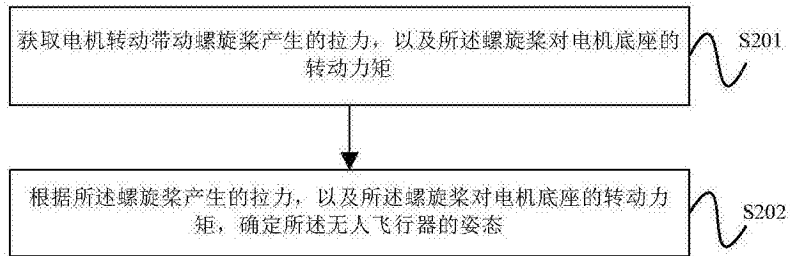 获取电机转动带动螺旋桨产生的拉力，以及所述螺旋桨对电机底座的
转动力矩
S201
根据所述螺旋桨产生的拉力，以及所述螺旋桨对电机底座的转动力
矩，确定所述无人飞行器的姿态
S202